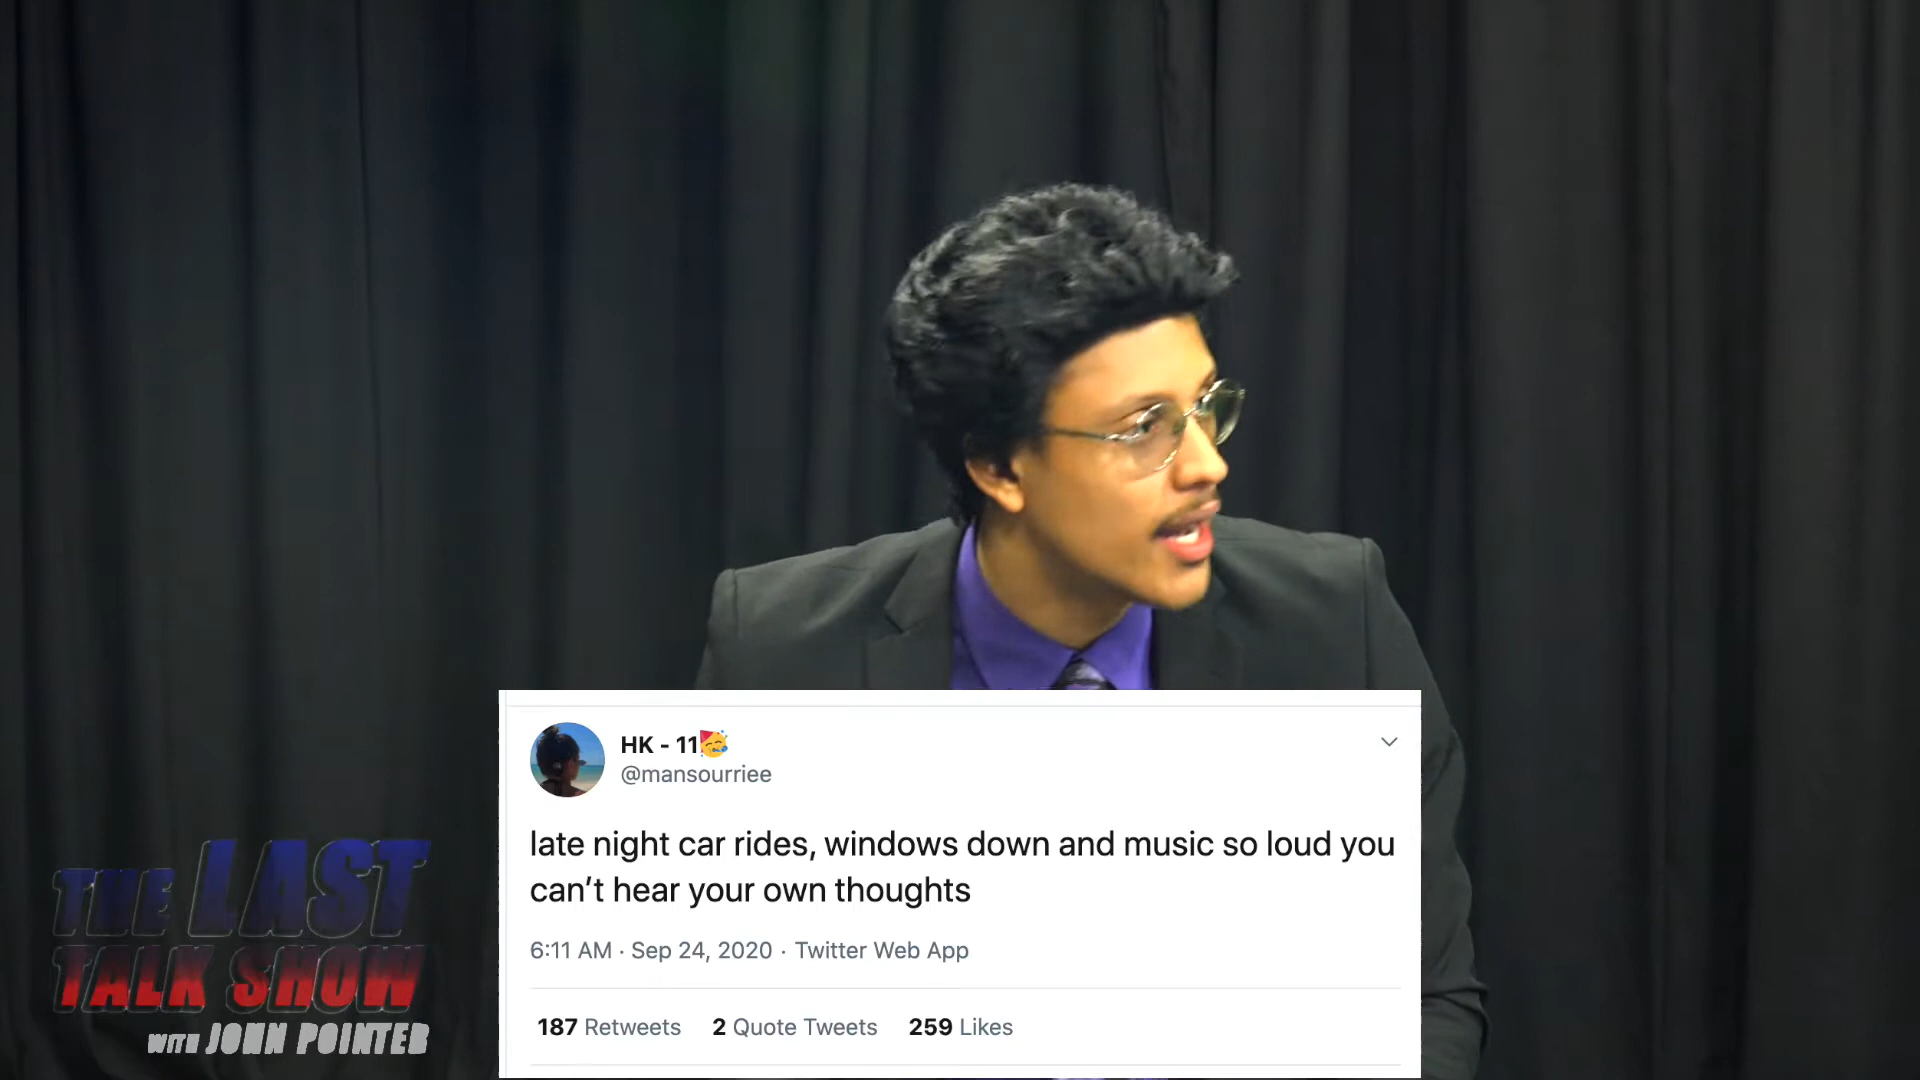 HK - 11🥳
@mansourriee
late night car rides, windows down and music so loud you
can’t hear your own thoughts
6:11 AM · Sep 24, 2020 · Twitter Web App
187 Retweets 2 Quote Tweets 259 Likes
THE LAST
TALK SHOW
WITH JOHN POINTER